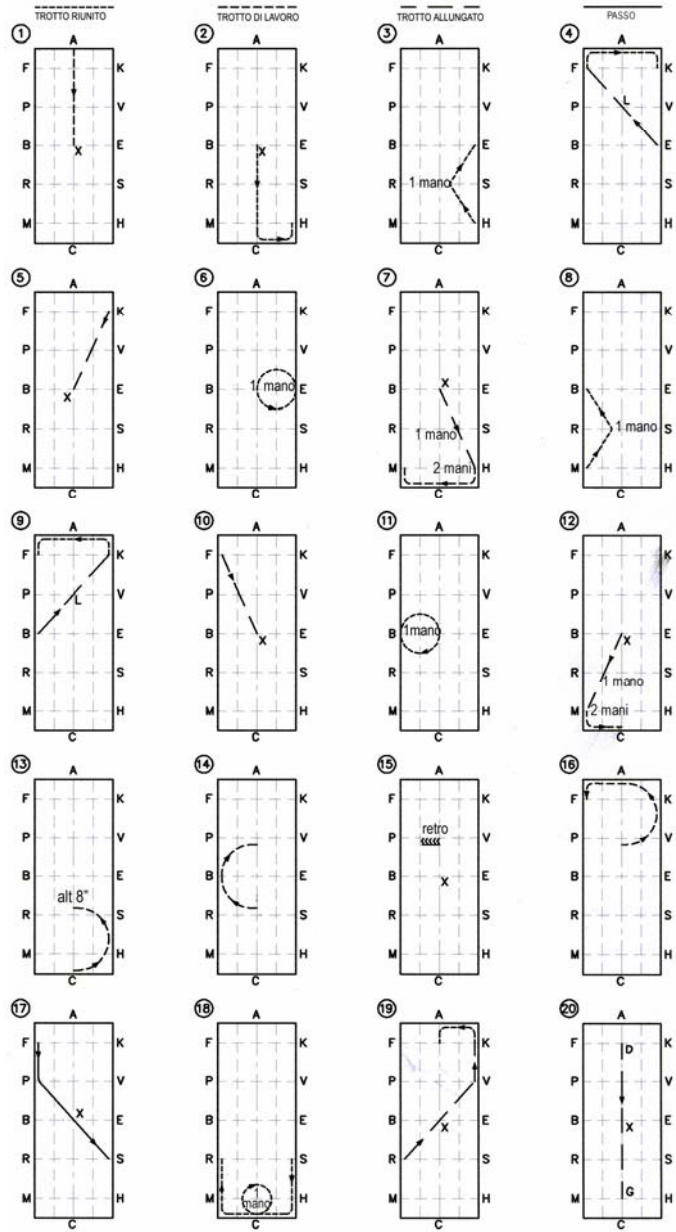 TROTTO RIUNITO TROTTO DI LAVORO TROTTO ALLUNGATO PASSO
1 2 3 4
A A A A
F K F K F K F K
P V P V P V P V
L
B E B E B E B E
X X
R S R S R 1 mano S R S
M H M H M H M H
C C C C
5 6 7 8
A A A A
F K F K F K F K
P V P V P V P V
B E B 1 mano E B E B E
X X
R S R S R 1 mano S R 1 mano S
M H M H M 2 mani H M H
C C C C
9 10 11 12
A A A A
F K F K F K F K
P V P V P V P V
L
B E B E B 1mano E B E
X X
R S R S R S R S
1 mano
M H M H M H M 2 mani H
C C C C
13 14 15 16
A A A A
F K F K F K F K
retro
P V P V P V P V
B E B E B E B E
X
alt 8"
R S R S R S R S
M H M H M H M H
C C C C
17 18 19 20
A A A A
F K F K F K F D K
P V P V P V P V
B X E B E B X E B X E
R S R S R S R S
M H M 1 H M H M G H
mano
C C C C